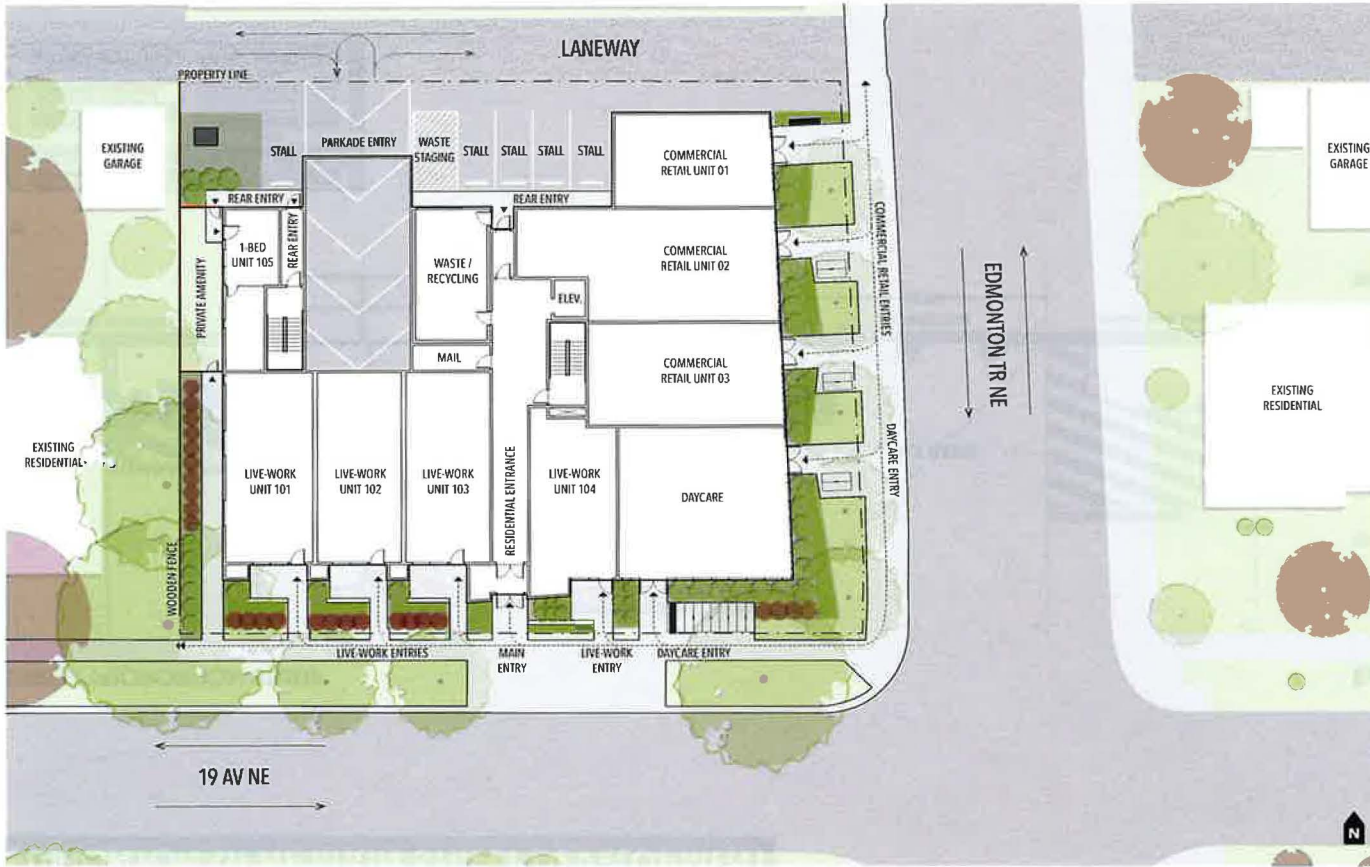 LANEWAY
PROPERTY LINE
EXISTING
GARAGE
STALL
PARKADE ENTRY
WASTE
STAGING
STALL
STALL
STALL
STALL
COMMERCIAL
RETAIL UNIT 01
EXISTING
GARAGE
REAR ENTRY
REAR ENTRY
REAR ENTRY
1-BED
UNIT 105
PRIVATE AMENITY
WASTE /
RECYCLING
COMMERCIAL
RETAIL UNIT 02
COMMERCIAL RETAIL ENTRIES
EDMONTON TR NE
ELEV.
MAIL
COMMERCIAL
RETAIL UNIT 03
EXISTING
RESIDENTIAL
EXISTING
RESIDENTIAL
LIVE-WORK
UNIT 101
LIVE-WORK
UNIT 102
LIVE-WORK
UNIT 103
RESIDENTIAL ENTRANCE
LIVE-WORK
UNIT 104
DAYCARE
DAYCARE ENTRY
WOODEN FENCE
LIVE-WORK ENTRIES
MAIN
ENTRY
LIVE-WORK
ENTRY
DAYCARE ENTRY
19 AV NE
N